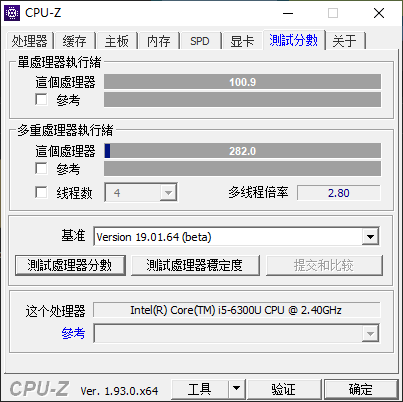 CPU-Z
处理器 缓存 主板 内存 SPD 显卡 測試分數 关于
單處理器執行緒
這個處理器 100.9
參考
多重處理器執行緒
這個處理器 282.0
參考
线程数 4 多线程倍率 2.80
基准 Version 19.01.64 (beta)
測試處理器分數 測試處理器穩定度 提交和比较
这个处理器 Intel(R) Core(TM) i5-6300U CPU @ 2.40GHz
參考
CPU-Z Ver. 1.93.0.x64 工具 验证 确定